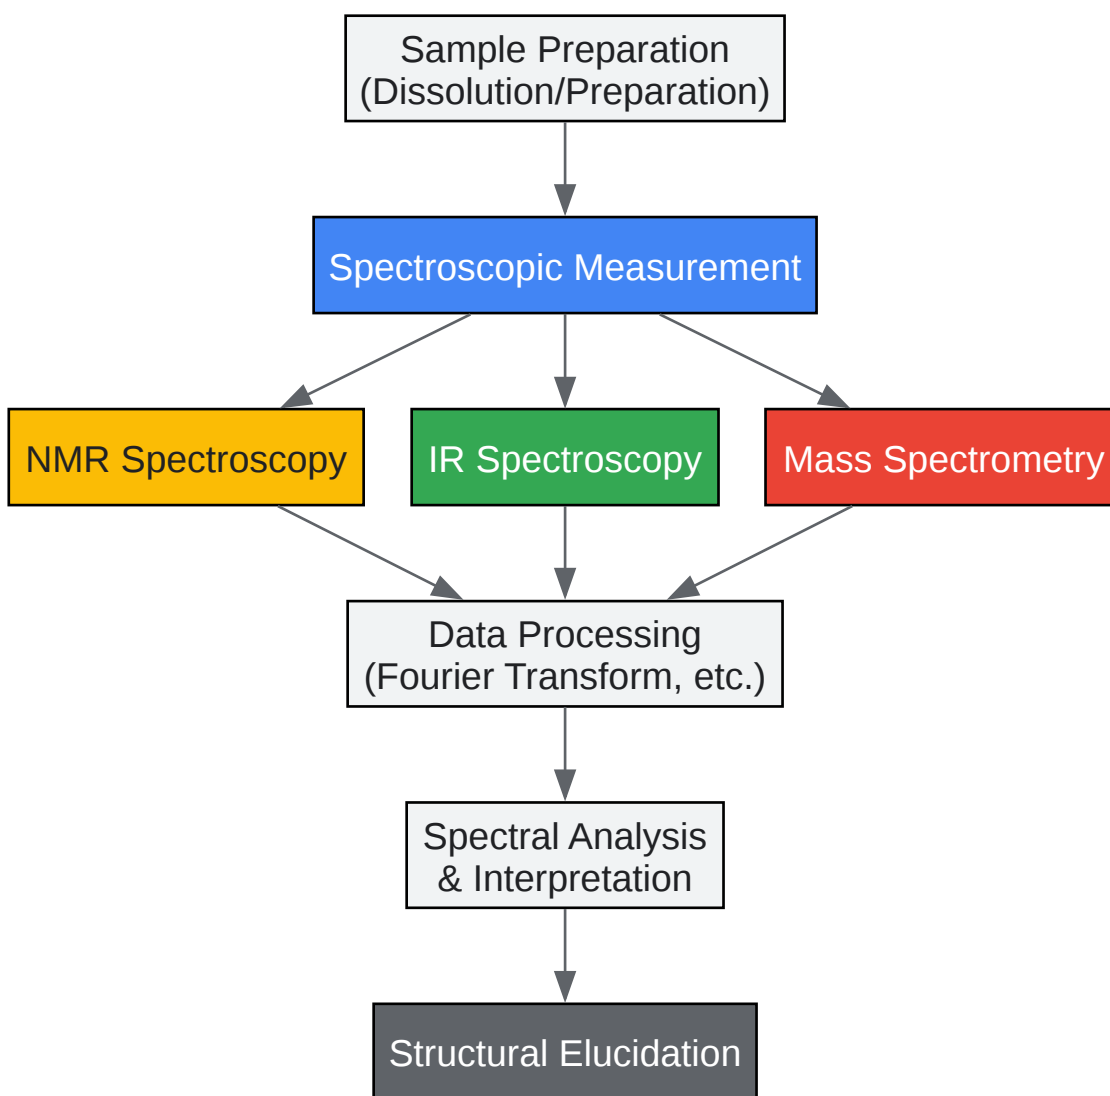 Sample Preparation
(Dissolution/Preparation)
Spectroscopic Measurement
NMR Spectroscopy
IR Spectroscopy
Mass Spectrometry
Data Processing
(Fourier Transform, etc.)
Spectral Analysis
& Interpretation
Structural Elucidation